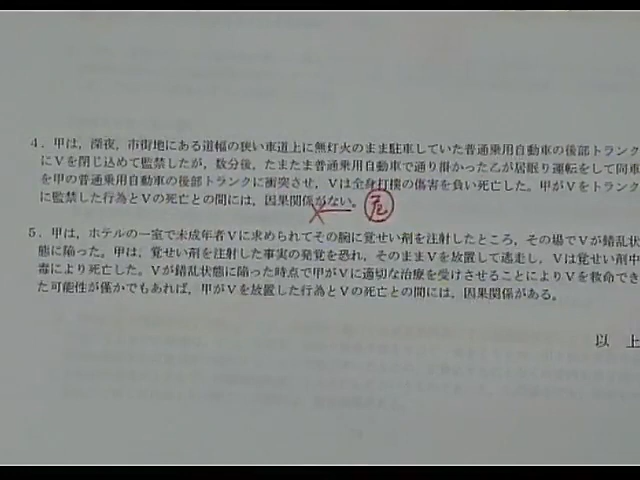 4．甲は，深夜，市街地にある道幅の狭い車道上に無灯火のまま駐車していた普通乗用自動車の後部トランク
にＶを閉じ込めて監禁したが，数分後，たまたま普通乗用自動車で通り掛かった乙が居眠り運転をして同車
を甲の普通乗用自動車の後部トランクに衝突させ，Ｖは全身打撲の傷害を負い死亡した。甲がＶをトランク
に監禁した行為とＶの死亡との間には，因果関係がない。 危
5．甲は，ホテルの一室で未成年者Ｖに求められてその腕に覚せい剤を注射したところ，その場でＶが錯乱状
態に陥った。甲は，覚せい剤を注射した事実の発覚を恐れ，そのままＶを放置して逃走し，Ｖは覚せい剤中
毒により死亡した。Ｖが錯乱状態に陥った時点で甲がＶに適切な治療を受けさせることによりＶを救命でき
た可能性が僅かでもあれば，甲がＶを放置した行為とＶの死亡との間には，因果関係がある。
以 上